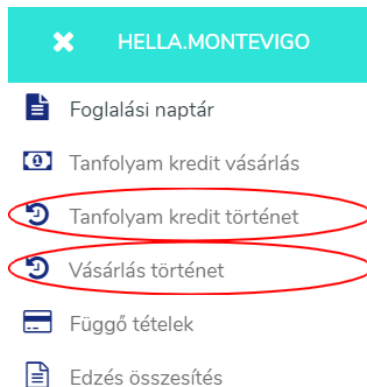 HELLA.MONTEVIGO
Foglalási naptár
Tanfolyam kredit vásárlás
Tanfolyam kredit történet
Vásárlás történet
Függő tételek
Edzés összesítés